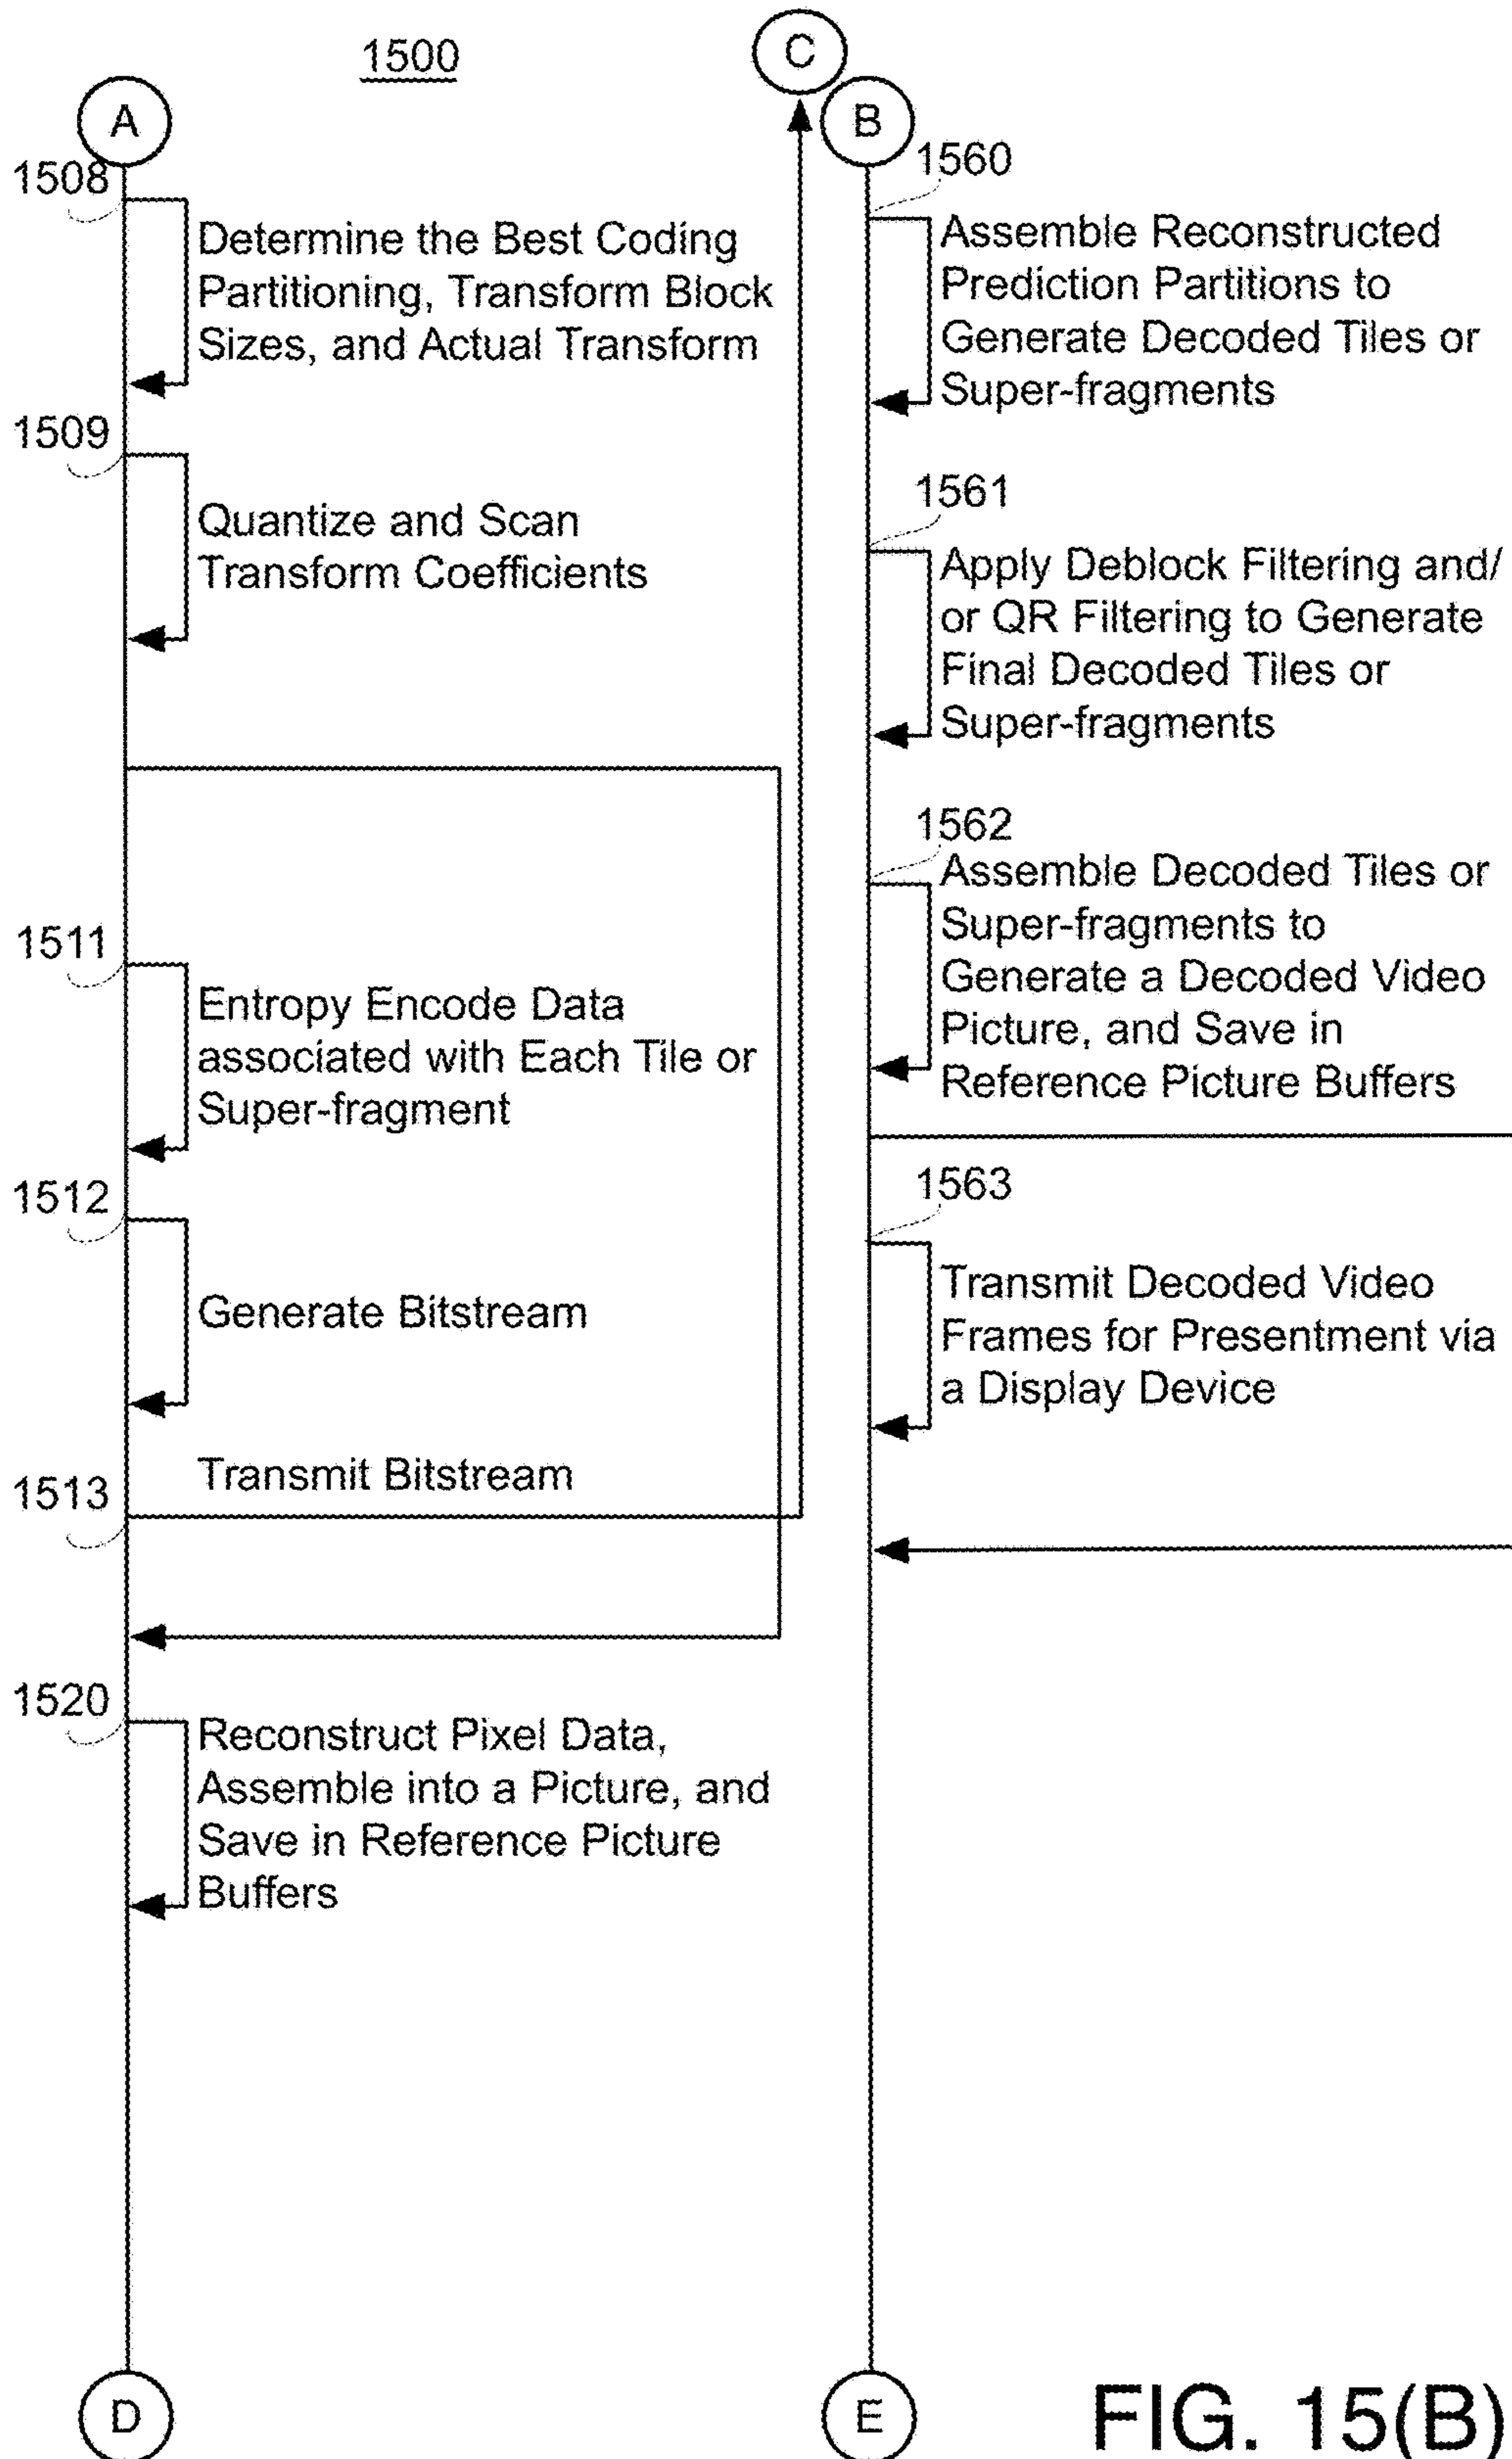 1500
C
A
B
1508
Determine the Best Coding
Partitioning, Transform Block
Sizes, and Actual Transform
1509
Quantize and Scan
Transform Coefficients
1511
Entropy Encode Data
associated with Each Tile or
Super-fragment
1512
Generate Bitstream
Transmit Bitstream
1513
1520
Reconstruct Pixel Data,
Assemble into a Picture, and
Save in Reference Picture
Buffers
D
1560
Assemble Reconstructed
Prediction Partitions to
Generate Decoded Tiles or
Super-fragments
1561
Apply Deblock Filtering and/
or QR Filtering to Generate
Final Decoded Tiles or
Super-fragments
1562
Assemble Decoded Tiles or
Super-fragments to
Generate a Decoded Video
Picture, and Save in
Reference Picture Buffers
1563
Transmit Decoded Video
Frames for Presentment via
a Display Device
E
FIG. 15(B)